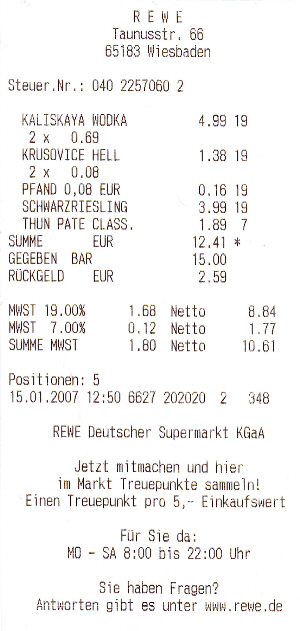 R E W E
Taunusstr. 66
65183 Wiesbaden
Steuer.Nr.: 040 2257060 2
KALISKAYA WODKA 4.99 19
2 x 0.69
KRUSOVICE HELL 1.38 19
2 x 0.08
PFAND 0,08 EUR 0.16 19
SCHWARZRIESLING 3.99 19
THUN PATE CLASS. 1.89 7
SUMME EUR 12.41 *
GEGEBEN BAR 15.00
RÜCKGELD EUR 2.59
MWST 19.00% 1.68 Netto 8.84
MWST 7.00% 0.12 Netto 1.77
SUMME MWST 1.80 Netto 10.61
Positionen: 5
15.01.2007 12:50 6627 202020 2 348
REWE Deutscher Supermarkt KGaA
Jetzt mitmachen und hier
im Markt Treuepunkte sammeln!
Einen Treuepunkt pro 5,- Einkaufswert
Für Sie da:
MO - SA 8:00 bis 22:00 Uhr
Sie haben Fragen?
Antworten gibt es unter www.rewe.de